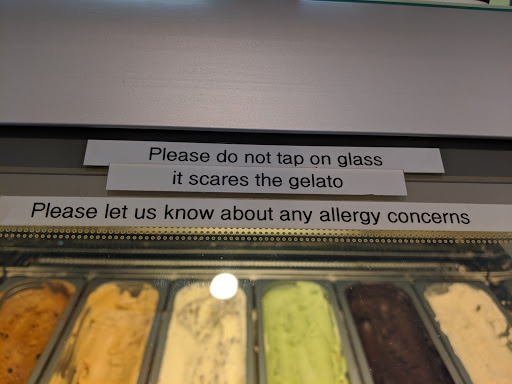 Please do not tap on glass
it scares the gelato
Please let us know about any allergy concerns